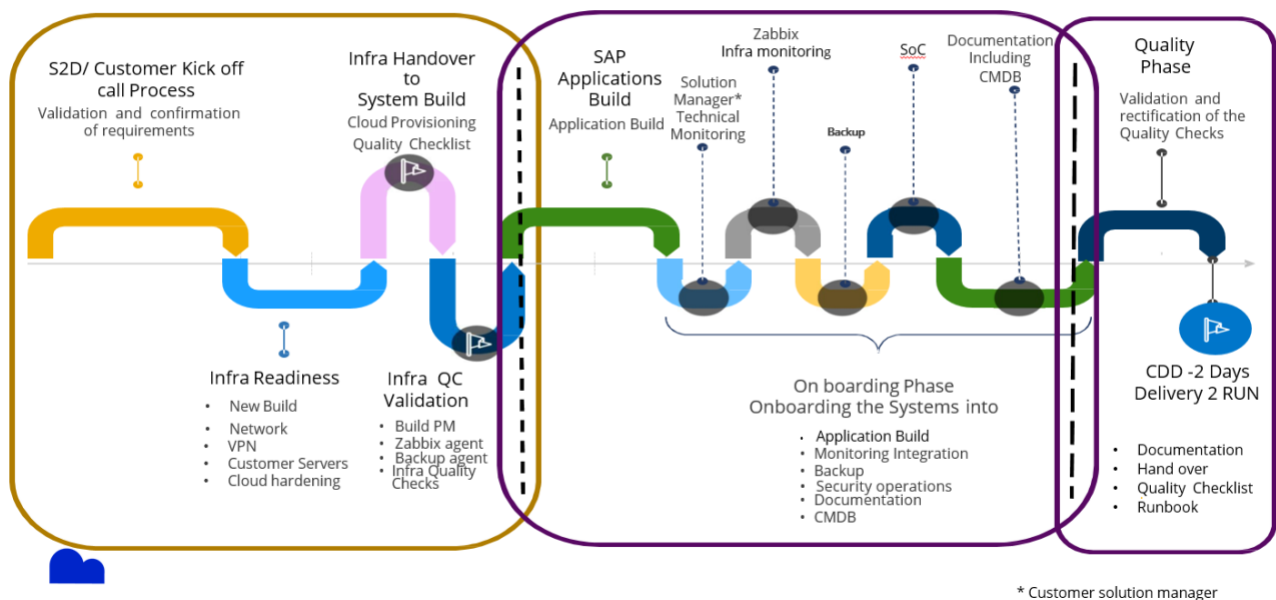 S2D/ Customer Kick off
call Process
Validation and confirmation
of requirements
Infra Readiness
New Build
Network
VPN
Customer Servers
Cloud hardening
Infra Handover
to
System Build
Cloud Provisioning
Quality Checklist
Infra QC
Validation
Build PM
Zabbix agent
Backup agent
Infra Quality
Checks
SAP
Applications
Build
Application Build
Solution
Manager*
Technical
Monitoring
Zabbix
Infra monitoring
Backup
SoC
Documentation
Including
CMDB
On boarding Phase
Onboarding the Systems into
Application Build
Monitoring Integration
Backup
Security operations
Documentation
CMDB
Quality
Phase
Validation and
rectification of the
Quality Checks
CDD -2 Days
Delivery 2 RUN
Documentation
Hand over
Quality Checklist
Runbook
* Customer solution manager